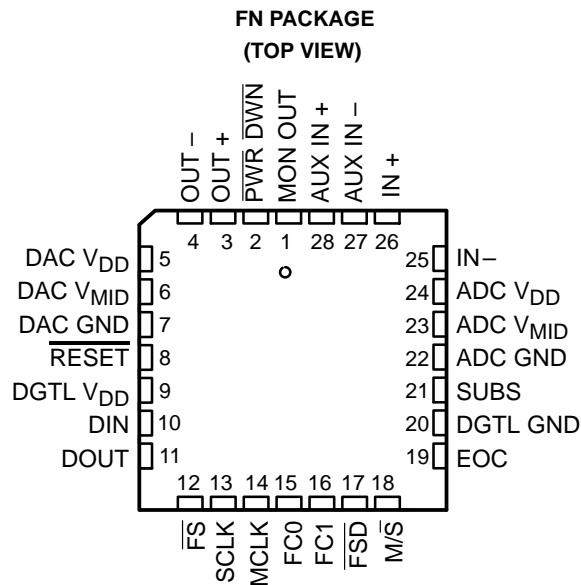 FN PACKAGE
(TOP VIEW)
OUT –
OUT +
PWR DWN
MON OUT
AUX IN +
AUX IN –
IN +
4 3 2 1 28 27 26
DAC VDD 5
DAC VMID 6
DAC GND 7
RESET 8
DGTL VDD 9
DIN 10
DOUT 11
25 IN–
24 ADC VDD
23 ADC VMID
22 ADC GND
21 SUBS
20 DGTL GND
19 EOC
12 13 14 15 16 17 18
FS
SCLK
MCLK
FC0
FC1
FSD
M/S